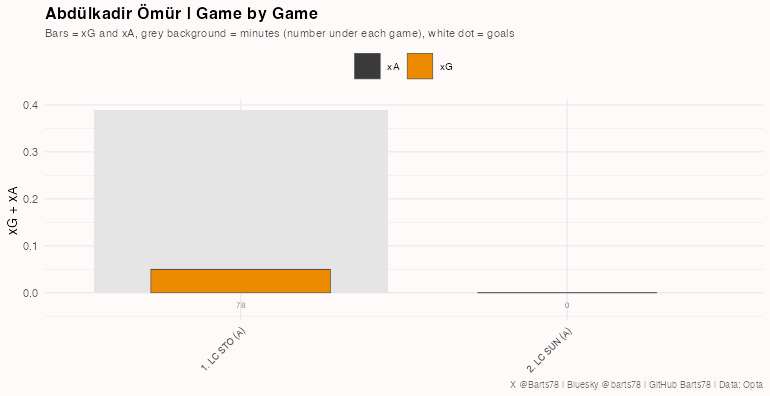 Abdülkadir Ömür | Game by Game
Bars = xG and xA, grey background = minutes (number under each game), white dot = goals
xA xG
0.4
0.3
0.2
0.1
0.0
xG + xA
78 0
1. LC STO (A) 2. LC SUN (A)
X @Barts78 | Bluesky @barts78 | GitHub Barts78 | Data: Opta